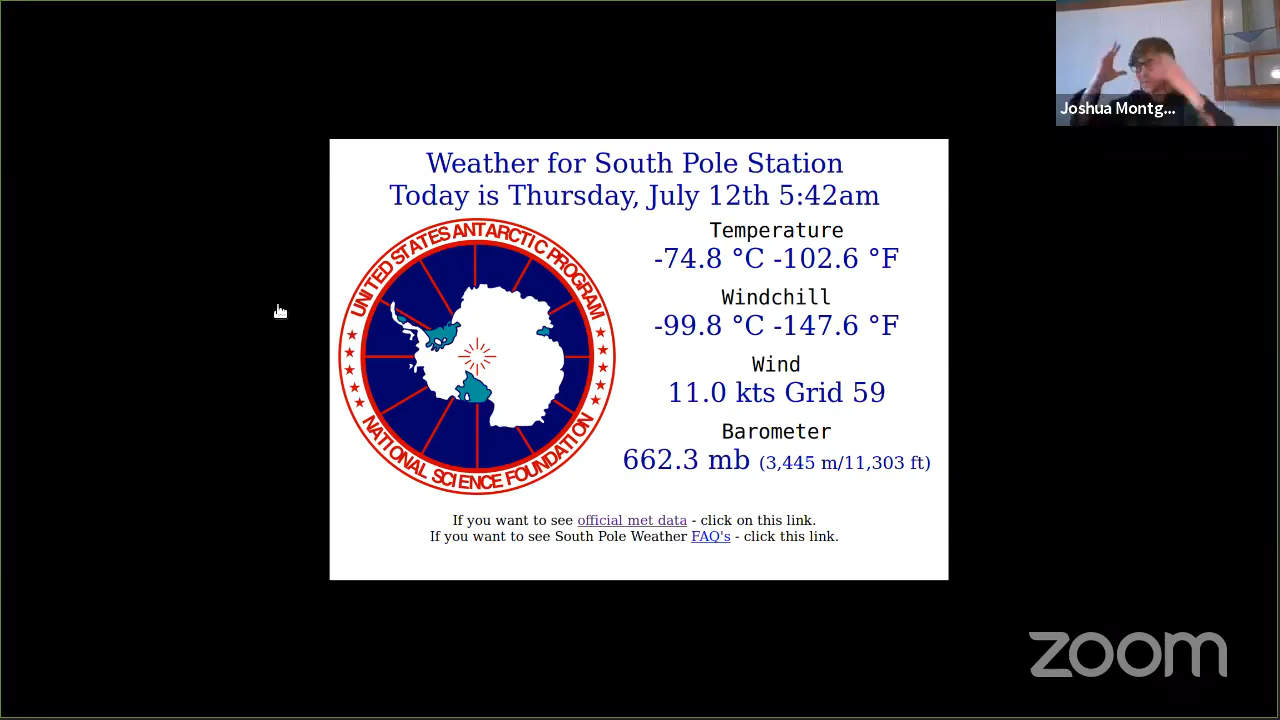 Joshua Montg...
Weather for South Pole Station
Today is Thursday, July 12th 5:42am
UNITED STATES ANTARCTIC PROGRAM
NATIONAL SCIENCE FOUNDATION
Temperature
-74.8 °C -102.6 °F
Windchill
-99.8 °C -147.6 °F
Wind
11.0 kts Grid 59
Barometer
662.3 mb (3,445 m/11,303 ft)
If you want to see official met data - click on this link.
If you want to see South Pole Weather FAQ's - click this link.
zoom